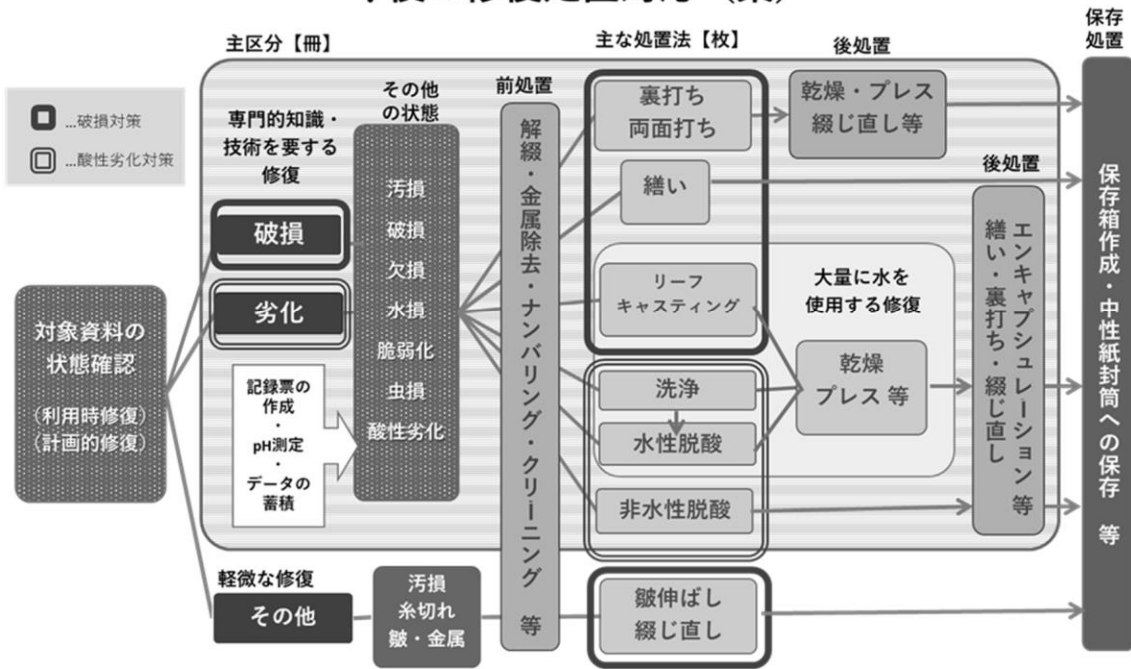 主区分【冊】
主な処置法【枚】
後処置
保存
処置
…破損対策
…酸性劣化対策
専門的知識・
技術を要する
修復
その他
の状態
前処置
破損
劣化
汚損
破損
欠損
水損
脆弱化
虫損
酸性劣化
対象資料の
状態確認
（利用時修復）
（計画的修復）
記録票の
作成
・
pH測定
・
データの
蓄積
解綴・金属除去・ナンバリング・クリーニング 等
裏打ち
両面打ち
繕い
リーフ
キャスティング
大量に水を
使用する修復
洗浄
水性脱酸
非水性脱酸
乾燥
プレス 等
乾燥・プレス
綴じ直し等
後処置
エンキャプシュレーション 等
繕い・裏打ち・綴じ直し
保存箱作成・中性紙封筒への保存 等
軽微な修復
その他
汚損
糸切れ
皺・金属
皺伸ばし
綴じ直し